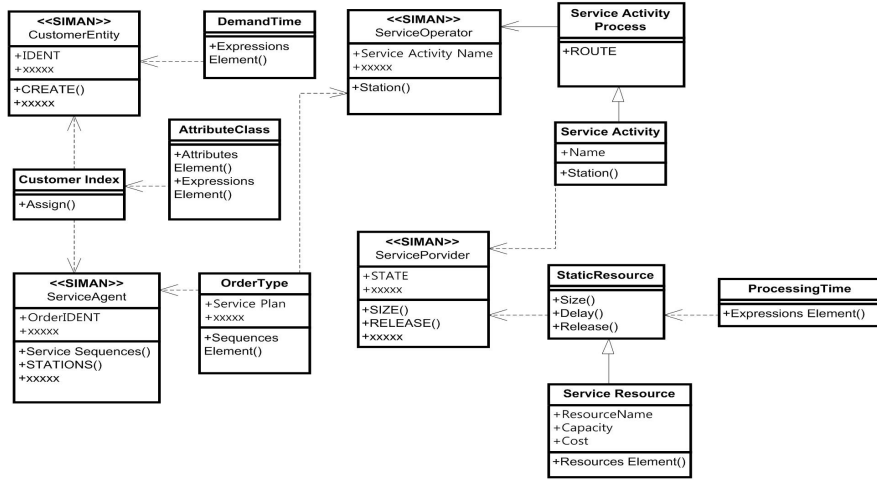 <<SIMAN>>
CustomerEntity
+IDENT
+xxxxx
+CREATE()
+xxxxx
DemandTime
+Expressions
Element()
<<SIMAN>>
ServiceOperator
+Service Activity Name
+xxxxx
+Station()
Service Activity
Process
+ROUTE
AttributeClass
+Attributes
Element()
+Expressions
Element()
Service Activity
+Name
+Station()
Customer Index
+Assign()
<<SIMAN>>
ServicePorvider
+STATE
+xxxxx
+SIZE()
+RELEASE()
+xxxxx
<<SIMAN>>
ServiceAgent
+OrderIDENT
+xxxxx
+Service Sequences()
+STATIONS()
+xxxxx
OrderType
+Service Plan
+xxxxx
+Sequences
Element()
StaticResource
+Size()
+Delay()
+Release()
ProcessingTime
+Expressions Element()
Service Resource
+ResourceName
+Capacity
+Cost
+Resources Element()